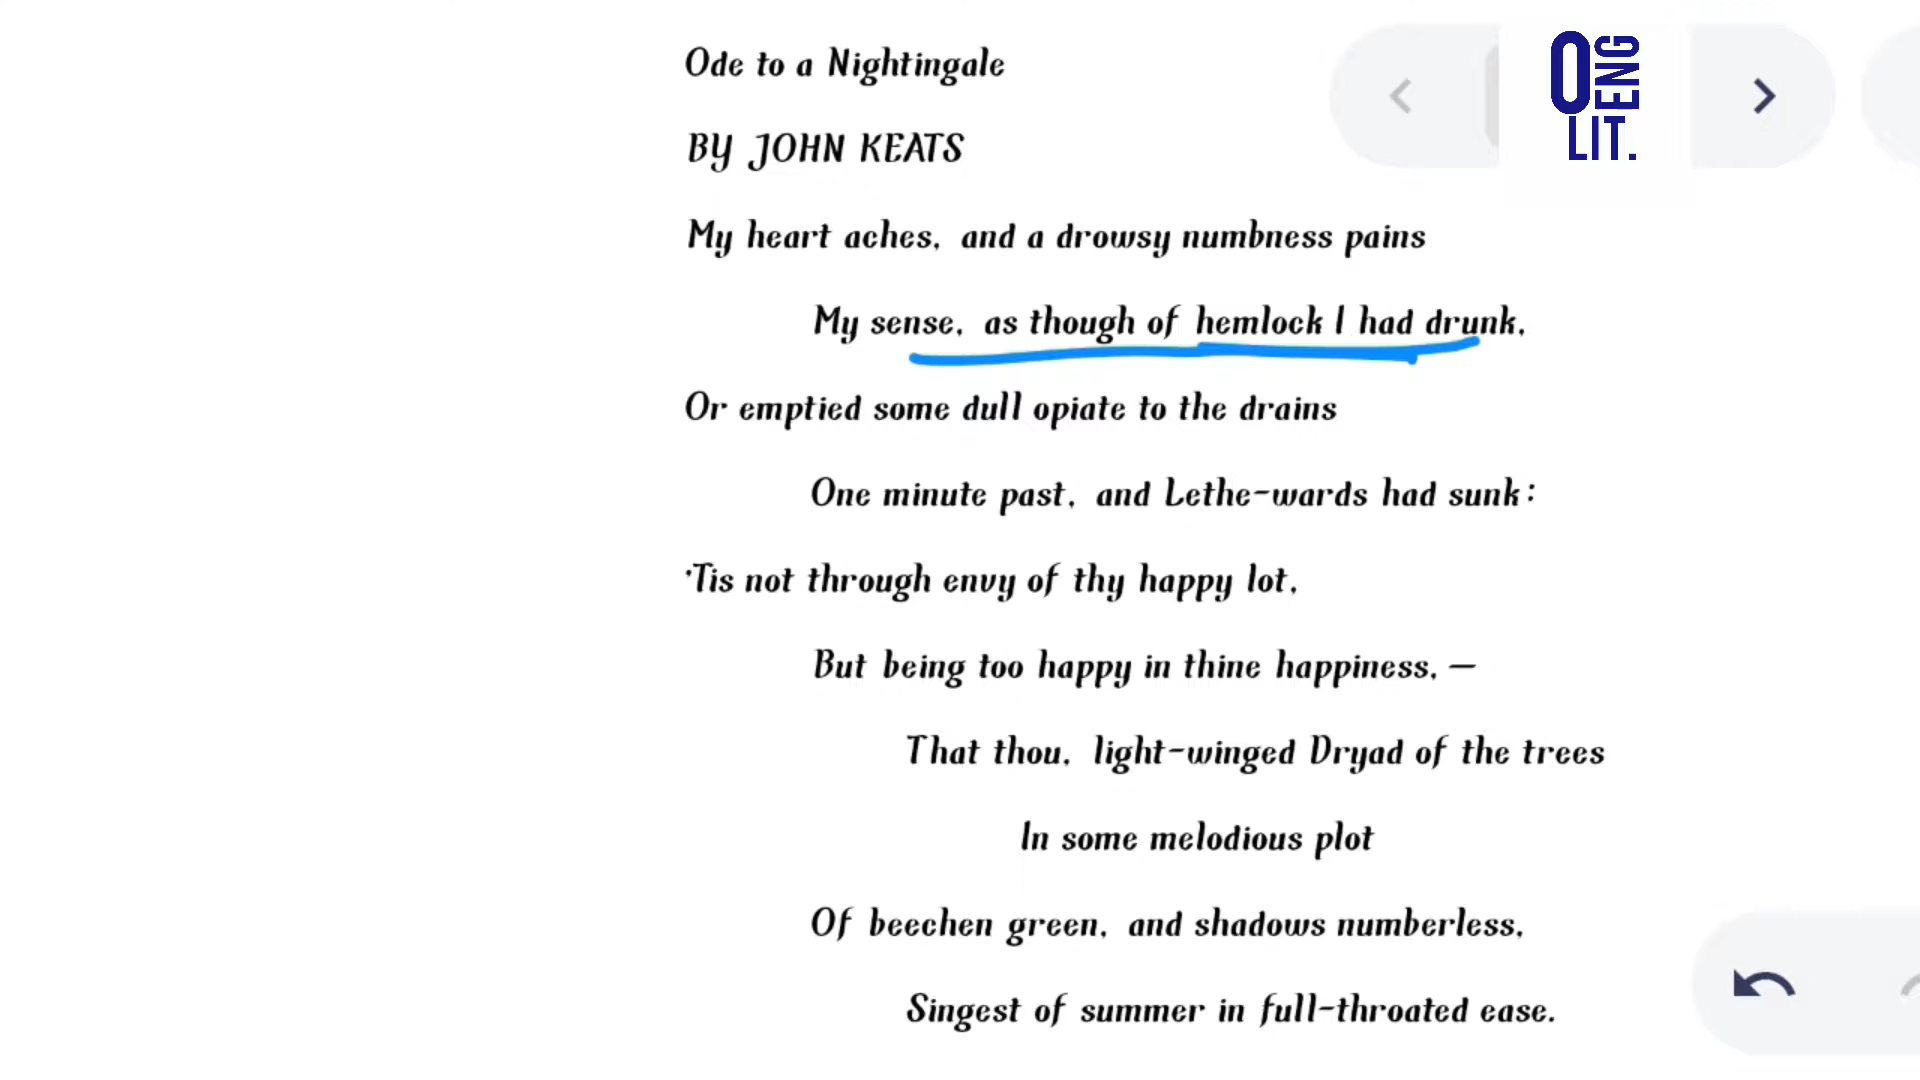 Ode to a Nightingale
BY JOHN KEATS
My heart aches, and a drowsy numbness pains
My sense, as though of hemlock I had drunk,
Or emptied some dull opiate to the drains
One minute past, and Lethe-wards had sunk:
'Tis not through envy of thy happy lot,
But being too happy in thine happiness, —
That thou, light-winged Dryad of the trees
In some melodious plot
Of beechen green, and shadows numberless,
Singest of summer in full-throated ease.
O ENG
LIT.